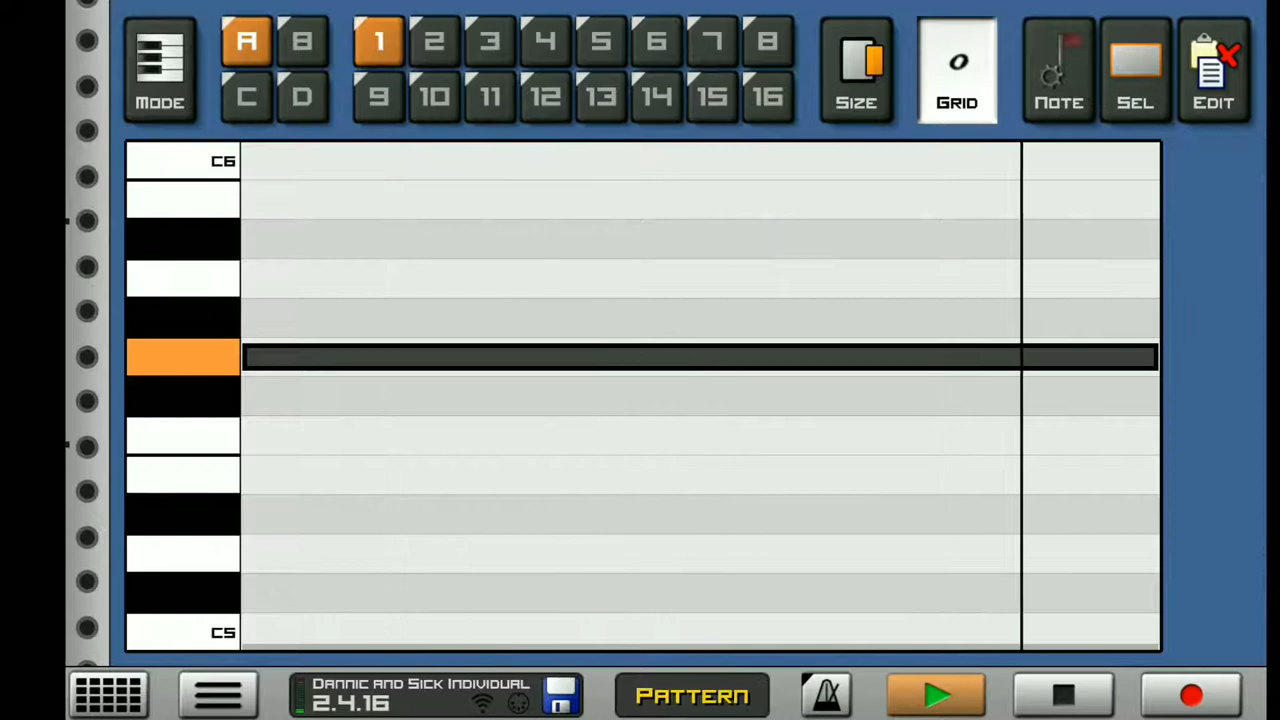 MODE
A B
C D
1 2 3 4 5 6 7 8
9 10 11 12 13 14 15 16
SIZE
GRID
NOTE
SEL
EDIT
C6
C5
DANNIC AND SICK INDIVIDUAL
2.4.16
PATTERN